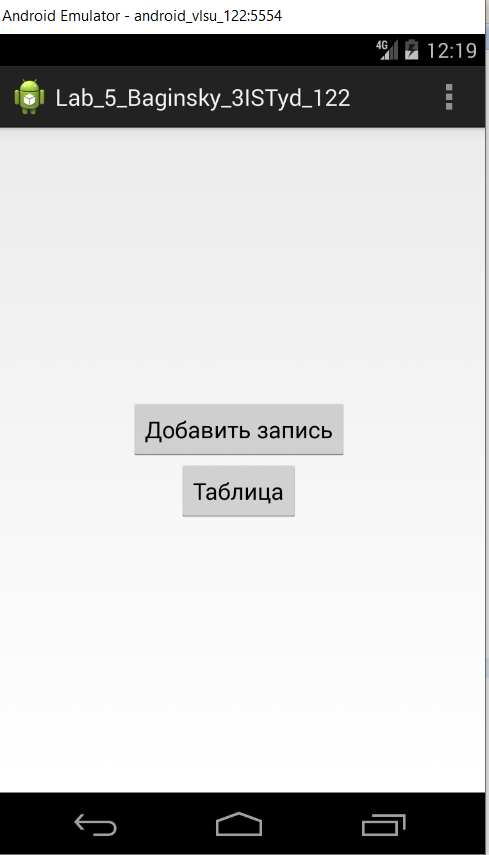 Android Emulator - android_vlsu_122:5554
4G 12:19
Lab_5_Baginsky_3ISTyd_122
Добавить запись
Таблица